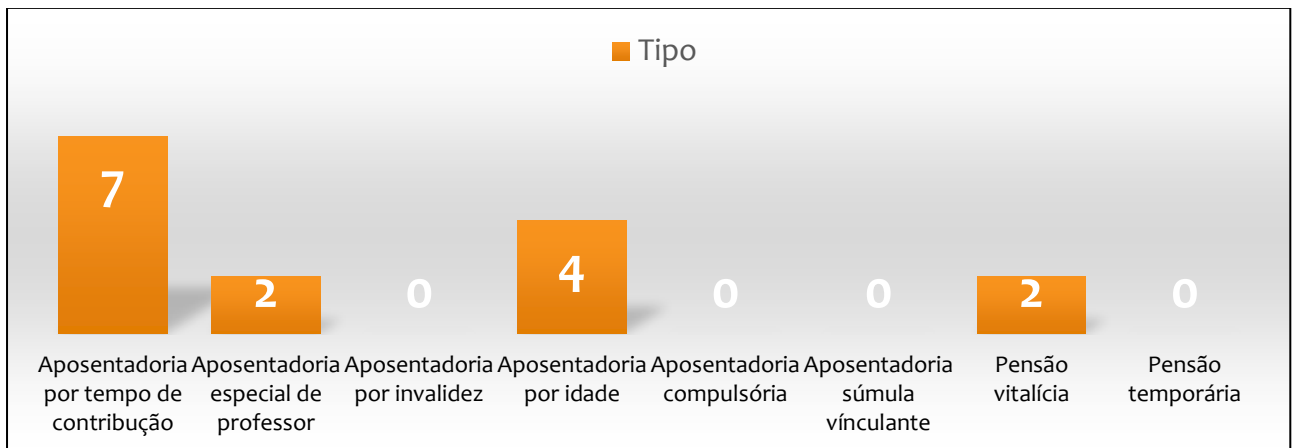 Tipo
7
2
0
4
0
0
2
0
Aposentadoria por tempo de contribuição
Aposentadoria especial de professor
Aposentadoria por invalidez
Aposentadoria por idade
Aposentadoria compulsória
Aposentadoria súmula vínculante
Pensão vitalícia
Pensão temporária